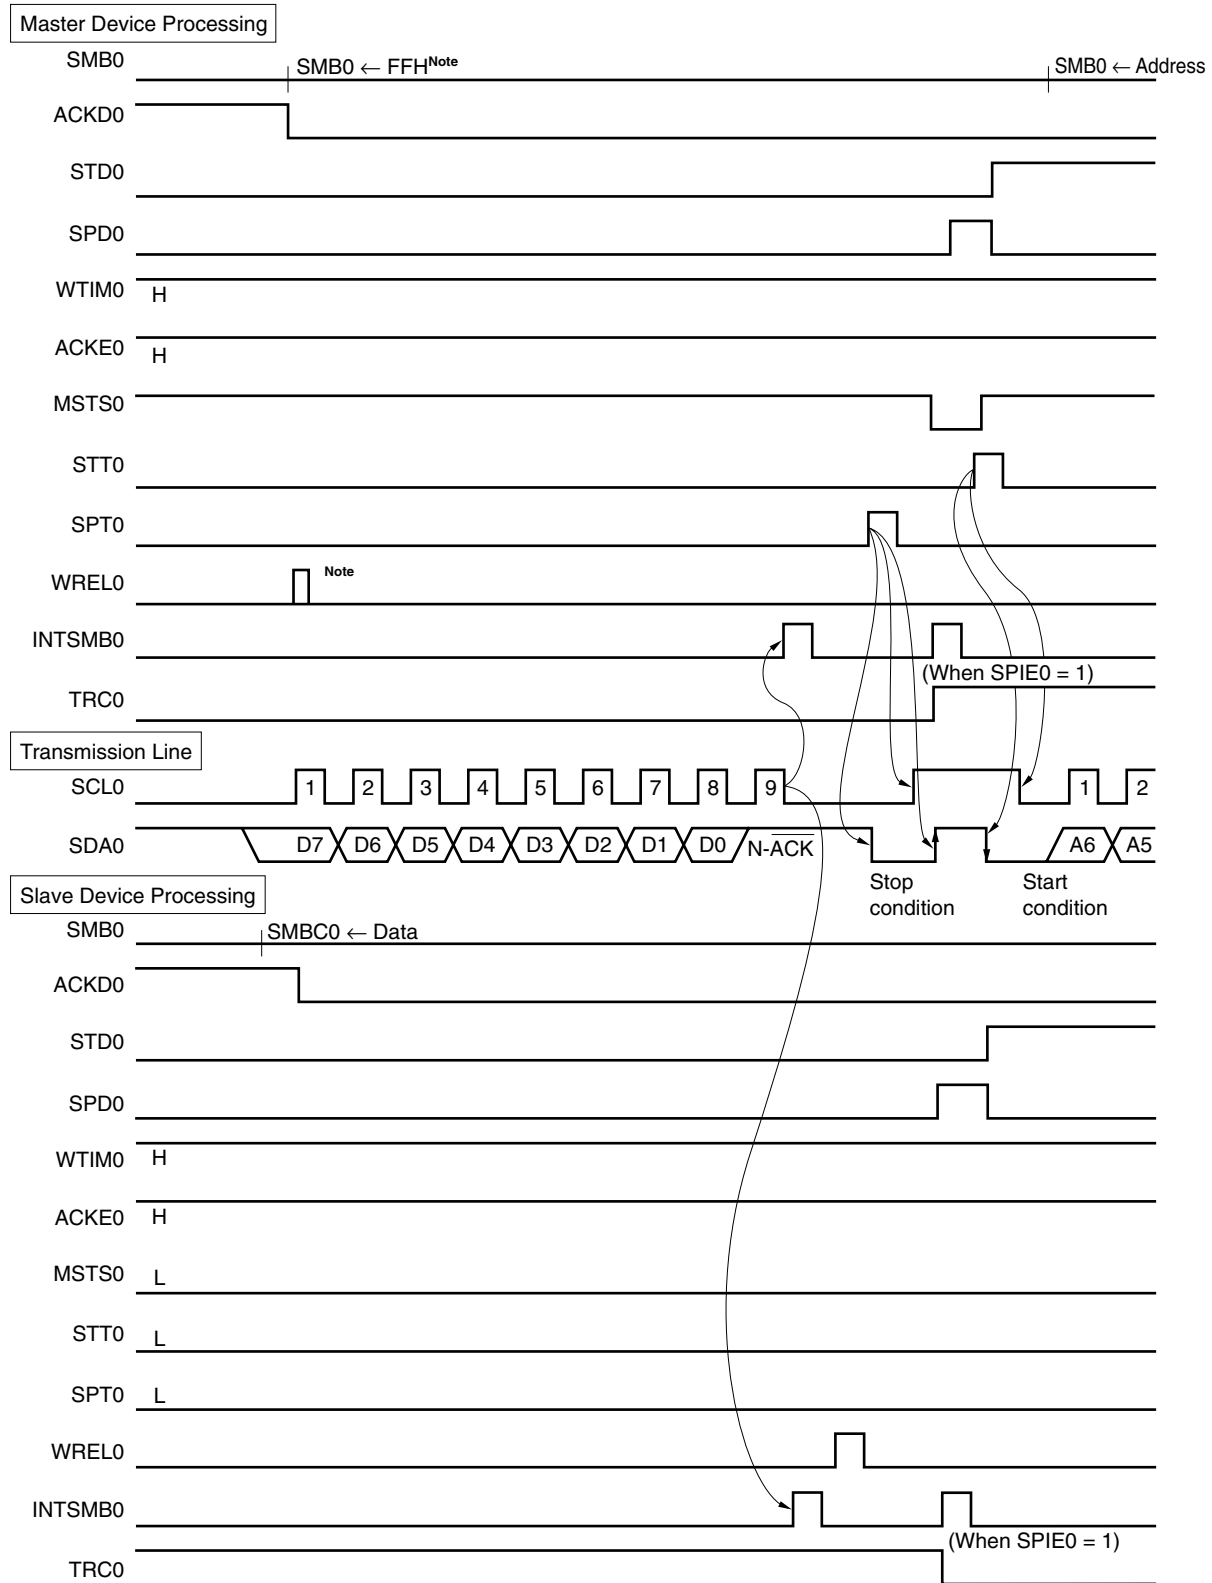 Master Device Processing
SMB0 SMB0 ← FFH Note SMB0 ← Address
ACKD0
STD0
SPD0
WTIM0 H
ACKE0 H
MSTS0
STT0
SPT0
WREL0 Note
INTSMB0
(When SPIE0 = 1)
TRC0
Transmission Line
SCL0 1 2 3 4 5 6 7 8 9 1 2
SDA0 D7 D6 D5 D4 D3 D2 D1 D0 N-ACK A6 A5
Stop condition
Start condition
Slave Device Processing
SMB0 SMBC0 ← Data
ACKD0
STD0
SPD0
WTIM0 H
ACKE0 H
MSTS0 L
STT0 L
SPT0 L
WREL0
INTSMB0
(When SPIE0 = 1)
TRC0